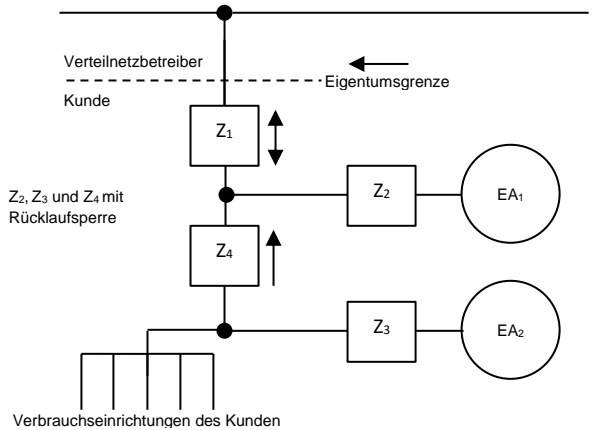 Verteilnetzbetreiber
Eigentumsgrenze
Kunde
Z₁
Z₂, Z₃ und Z₄ mit
Rücklaufsperre
Z₂
EA₁
Z₄
Z₃
EA₂
Verbrauchseinrichtungen des Kunden